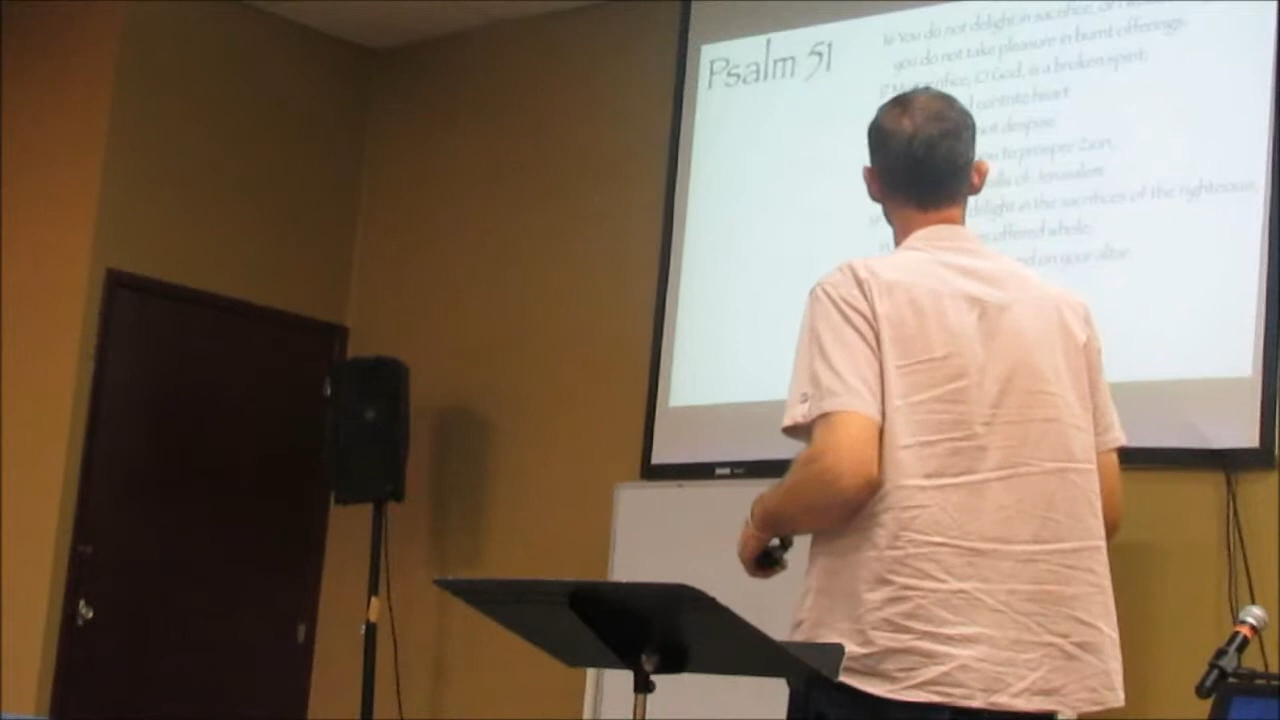 Psalm 51
16 You do not delight in sacrifice, or I
you do not take pleasure in burnt offerings.
17 sacrifice, O God, is a broken spirit;
contrite heart
not despise.
to prosper Zion,
of Jerusalem.
delight in the sacrifices of the righteous,
offered whole;
on your altar.